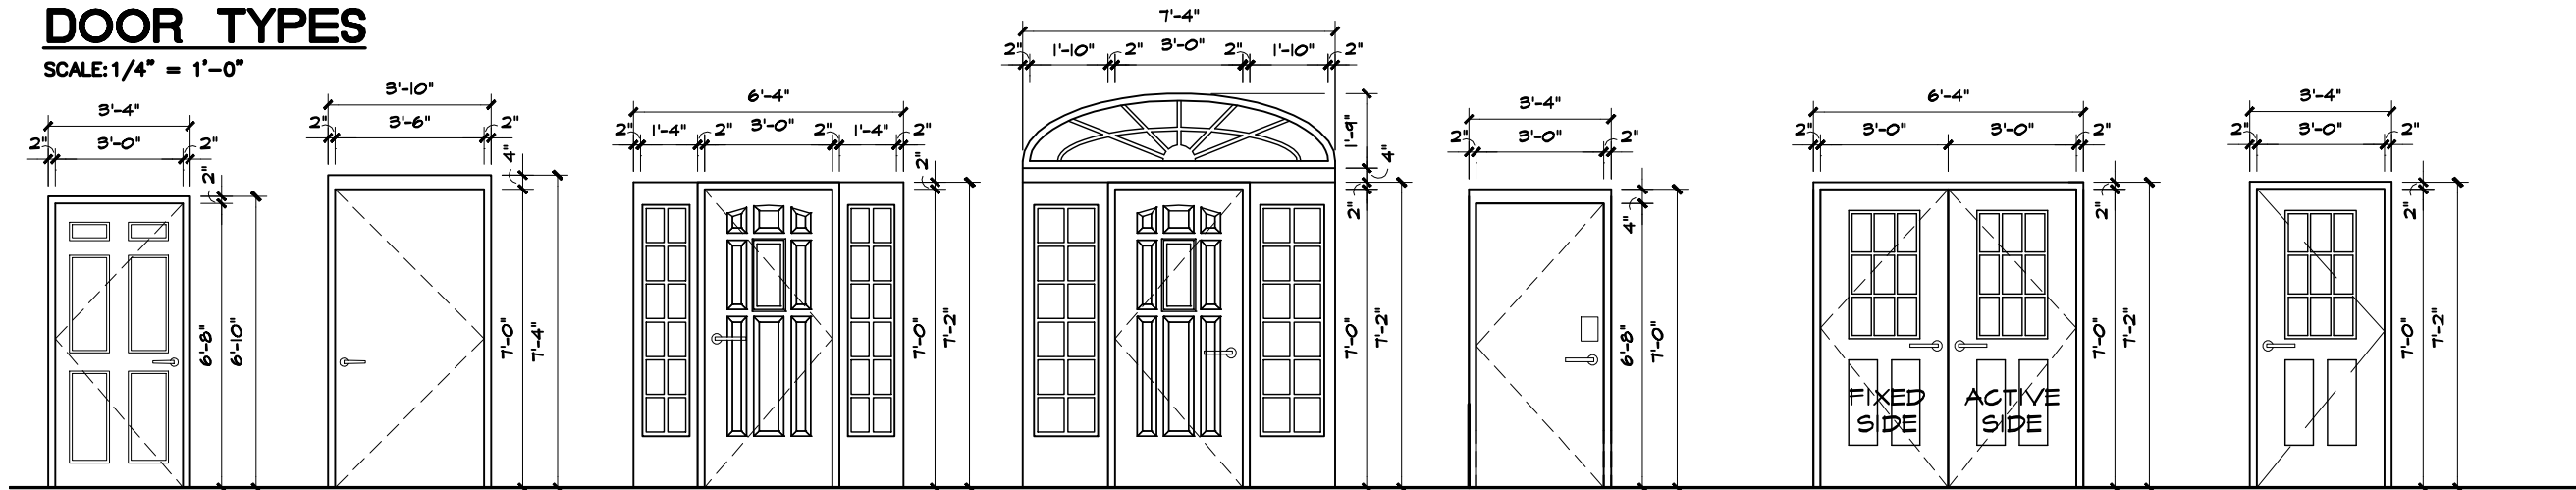 DOOR TYPES
SCALE: 1/4" = 1'-0"
3'-4"
2" 3'-0" 2"
2"
6'-8"
6'-10"
3'-10"
2" 3'-6" 2"
4"
7'-0"
7'-4"
6'-4"
2" 1'-4" 2" 3'-0" 2" 1'-4" 2"
2"
7'-0"
7'-2"
7'-4"
2" 1'-10" 2" 3'-0" 2" 1'-10" 2"
1'-9"
4"
2"
7'-0"
7'-2"
3'-4"
2" 3'-0" 2"
4"
6'-8"
7'-0"
6'-4"
2" 3'-0" 3'-0" 2"
2"
7'-0"
7'-2"
FIXED
SIDE
ACTIVE
SIDE
3'-4"
2" 3'-0" 2"
2"
7'-0"
7'-2"